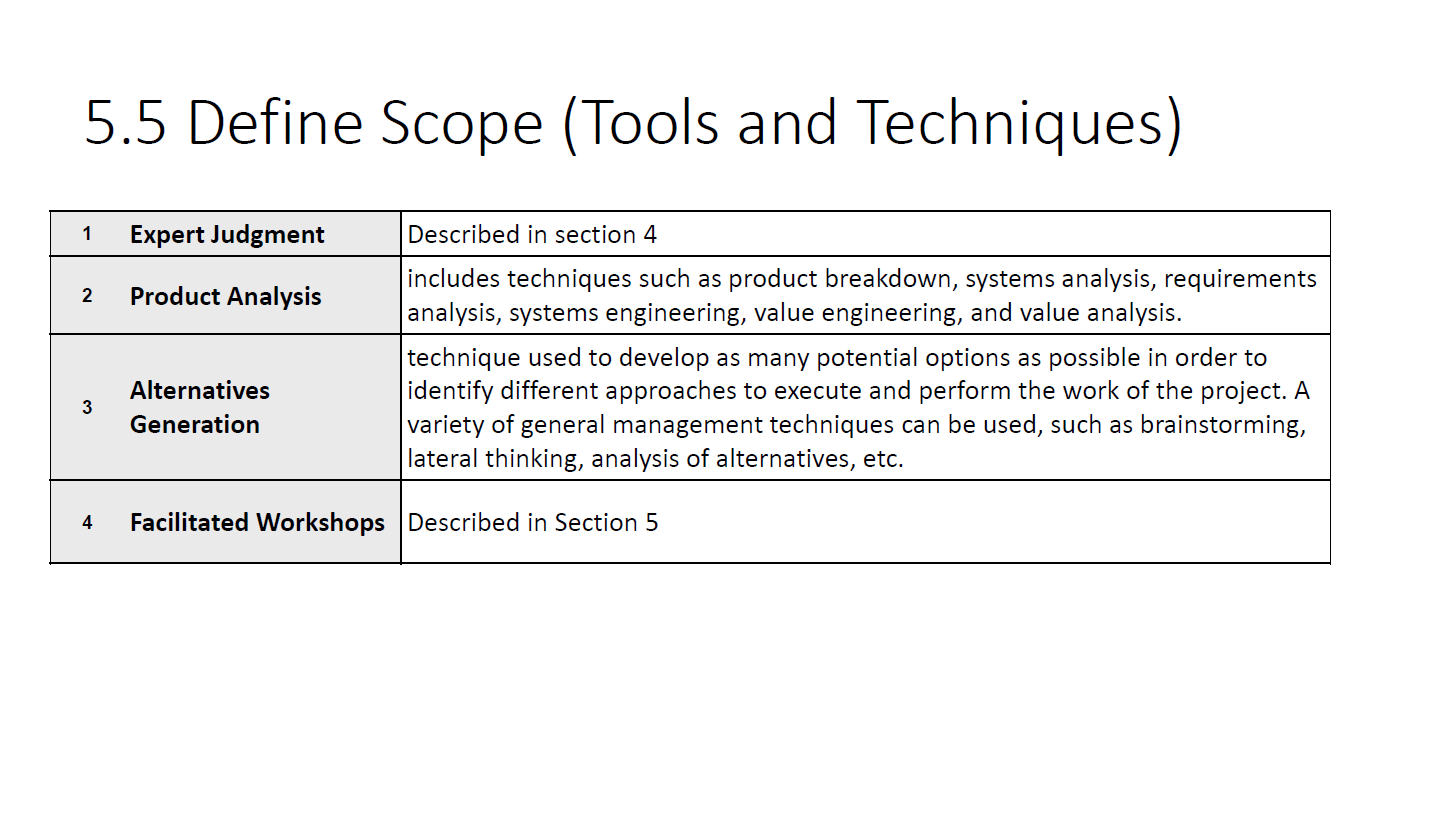 5.5 Define Scope (Tools and Techniques)
1 Expert Judgment Described in section 4
2 Product Analysis includes techniques such as product breakdown, systems analysis, requirements
analysis, systems engineering, value engineering, and value analysis.
3 Alternatives
Generation
technique used to develop as many potential options as possible in order to
identify different approaches to execute and perform the work of the project. A
variety of general management techniques can be used, such as brainstorming,
lateral thinking, analysis of alternatives, etc.
4 Facilitated Workshops Described in Section 5